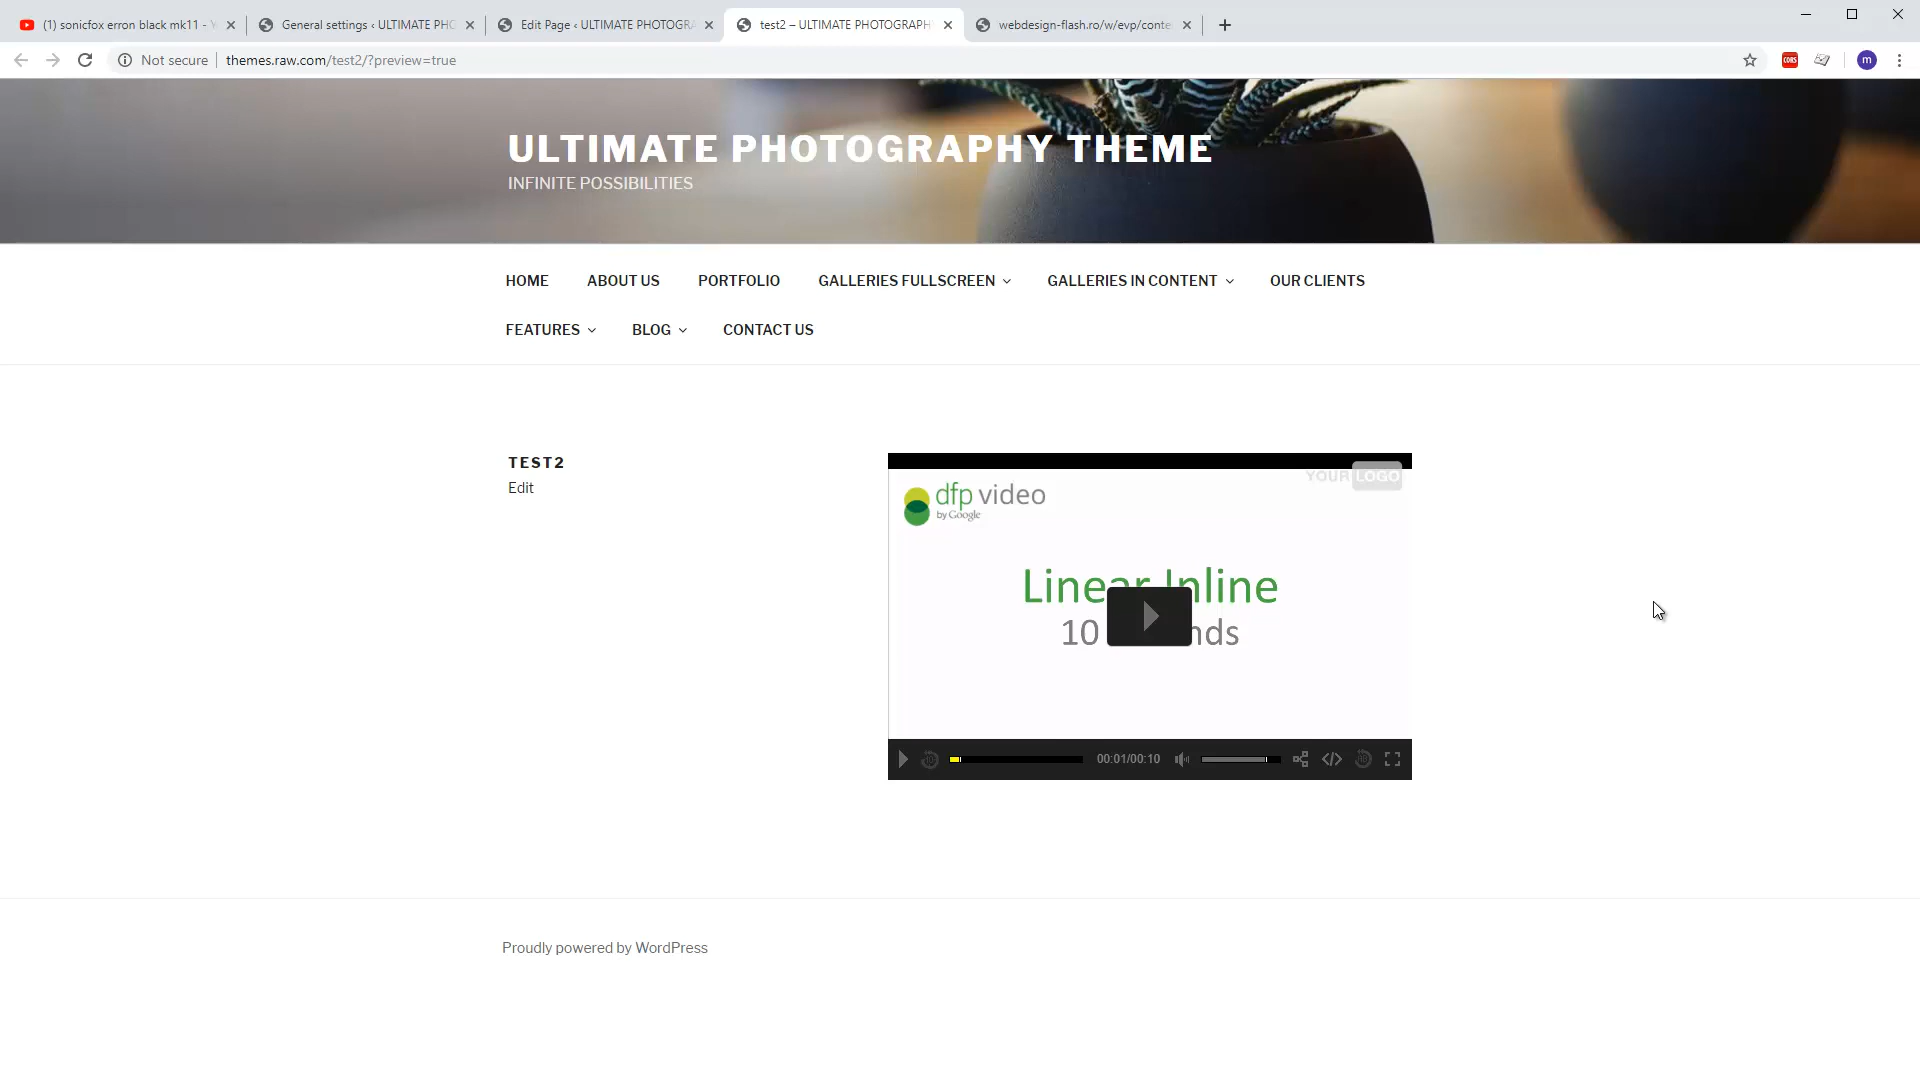 (1) sonicfox erron black mk11 -
General settings ‹ ULTIMATE PHO
Edit Page ‹ ULTIMATE PHOTOGRA
test2 – ULTIMATE PHOTOGRAPH
webdesign-flash.ro/w/evp/conte
Not secure
themes.raw.com/test2/?preview=true
CORS
m
ULTIMATE PHOTOGRAPHY THEME
INFINITE POSSIBILITIES
HOME ABOUT US PORTFOLIO GALLERIES FULLSCREEN GALLERIES IN CONTENT OUR CLIENTS
FEATURES BLOG CONTACT US
TEST2
Edit
YOUR LOGO
dfp video
by Google
Linear Inline
10 nds
00:01/00:10
Proudly powered by WordPress